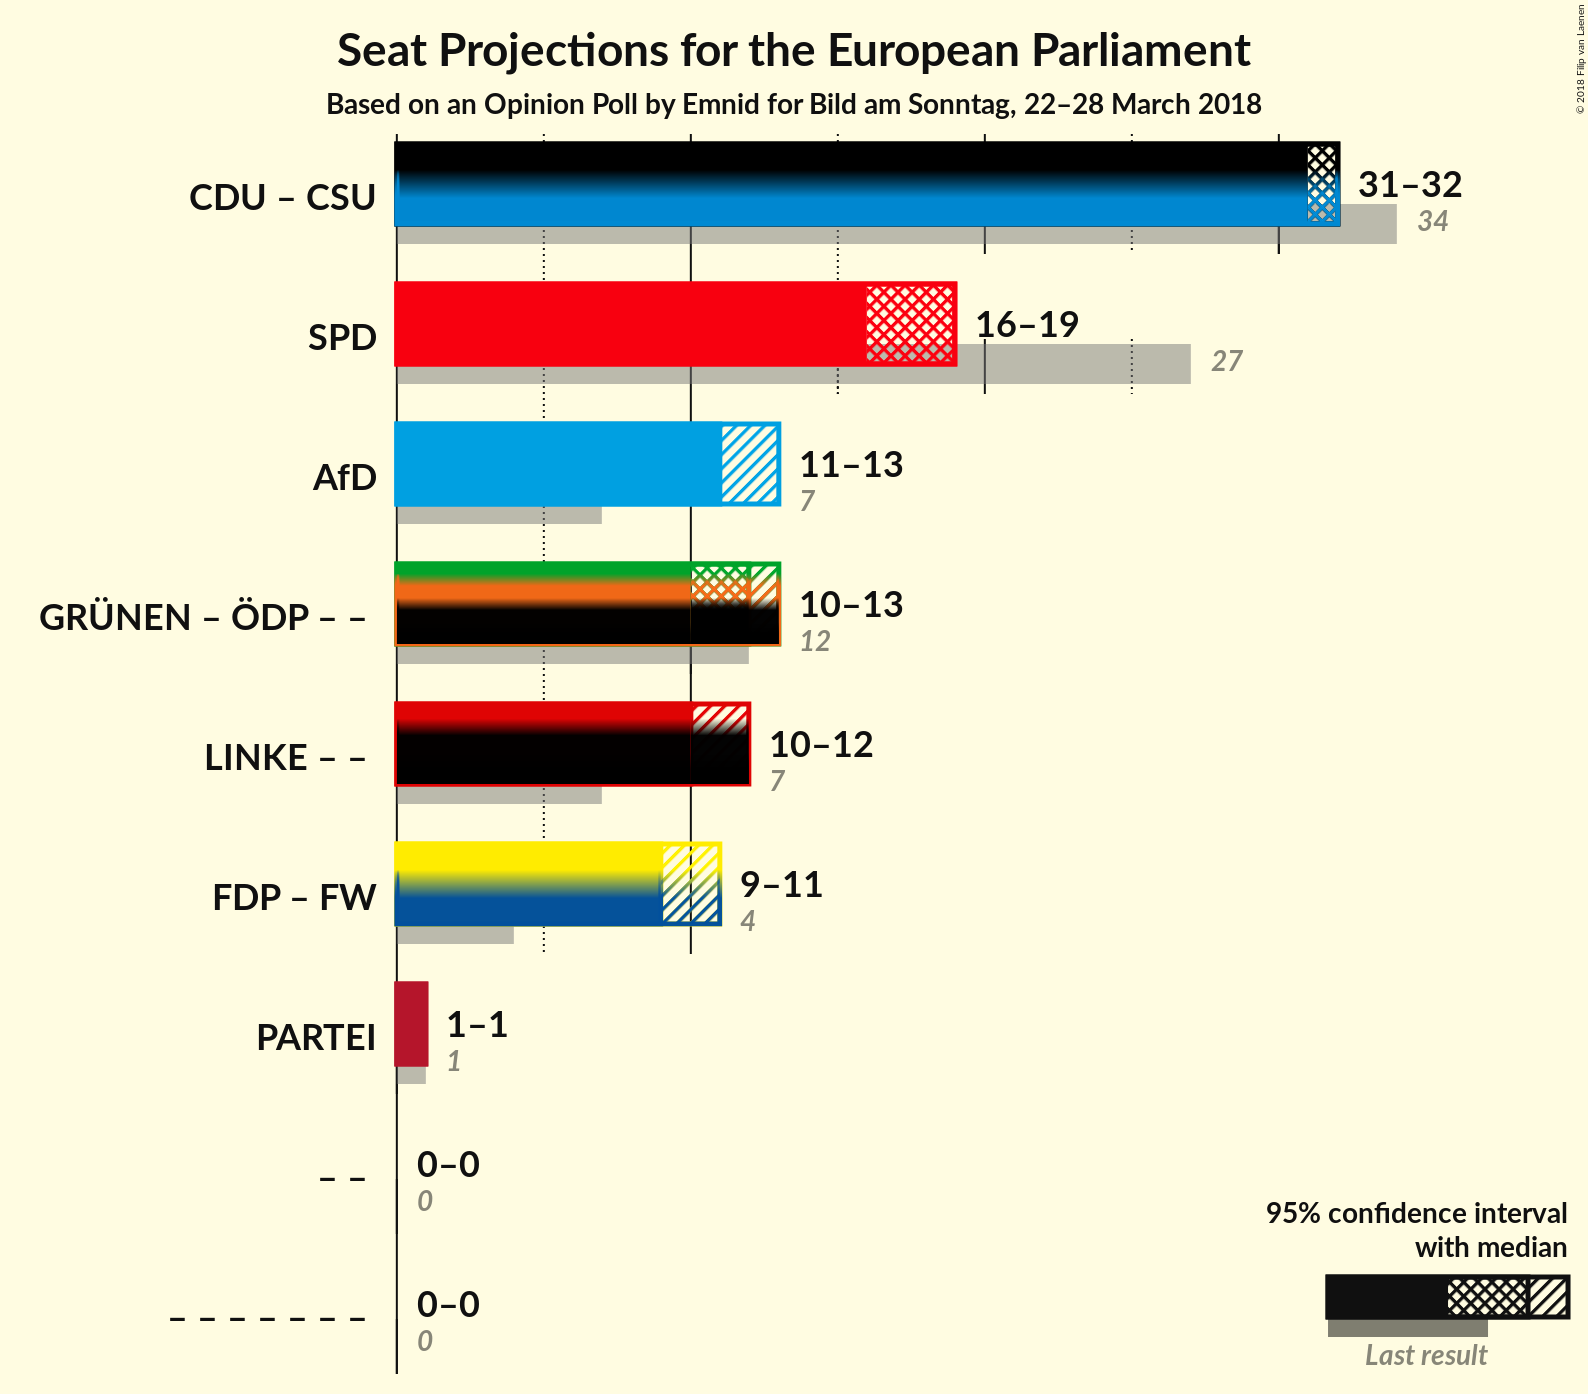 Seat Projections for the European Parliament
Based on an Opinion Poll by Emnid for Bild am Sonntag, 22–28 March 2018
© 2018 Filip van Laenen
CDU – CSU
31–32
34
SPD
16–19
27
AfD
11–13
7
GRÜNEN – ÖDP – –
10–13
12
LINKE – –
10–12
7
FDP – FW
9–11
4
PARTEI
1–1
1
– –
0–0
0
– – – – – – –
0–0
0
95% confidence interval
with median
Last result